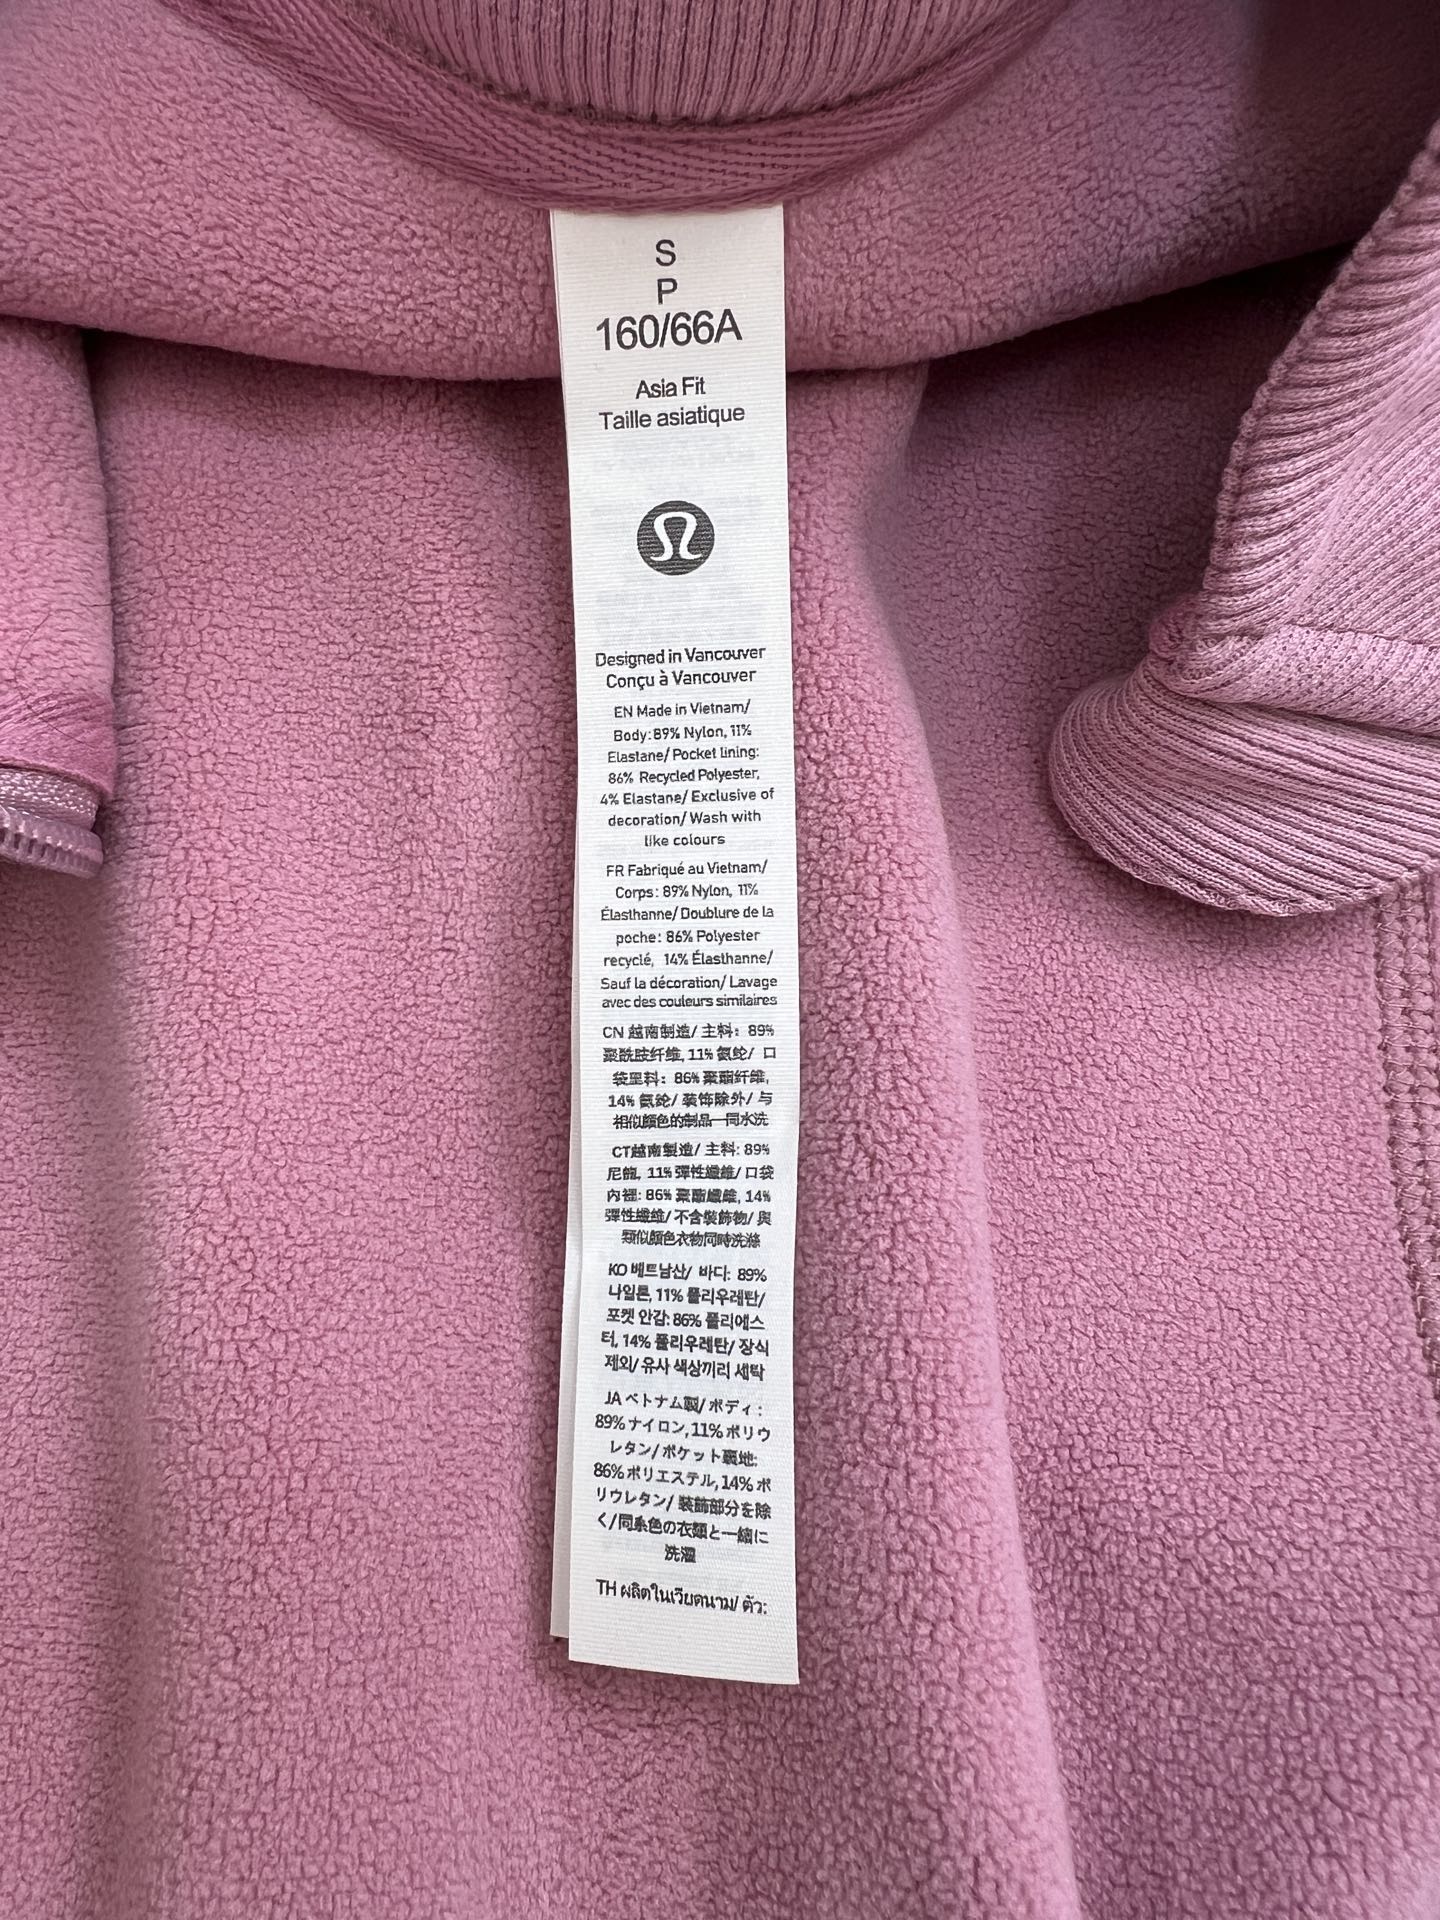 S
P
160/66A
Asia Fit
Taille asiatique
Designed in Vancouver
Conçu à Vancouver
EN Made in Vietnam/
Body:89% Nylon, 11%
Elastane/ Pocket lining:
86% Recycled Polyester,
4% Elastane/ Exclusive of
decoration/ Wash with
like colours
FR Fabriqué au Vietnam/
Corps: 89% Nylon, 11%
Élasthanne/ Doublure de la
poche: 86% Polyester
recyclé, 14% Élasthanne/
Sauf la décoration/ Lavage
avec des couleurs similaires
CN 越南制造/ 主料: 89%
聚酰胺纤维, 11% 氨纶/ 口
袋里料: 86% 聚酯纤维,
14% 氨纶/ 装饰除外/ 与
相似颜色的制品一同水洗
CT越南製造/ 主料: 89%
尼龍, 11% 彈性纖維/ 口袋
內裡: 86% 聚酯纖維, 14%
彈性纖維/ 不含裝飾物/ 與
類似顏色衣物同時洗滌
KO 베트남산/ 바디: 89%
나일론, 11% 폴리우레탄/
포켓 안감: 86% 폴리에스
터, 14% 폴리우레탄/ 장식
제외/ 유사 색상끼리 세탁
JA ベトナム製/ ボディ:
89% ナイロン, 11% ポリウ
レタン/ ポケット裏地:
86% ポリエステル, 14% ポ
リウレタン/ 装飾部分を除
く/ 同系色の衣類と一緒に
洗濯
TH ผลิตในเวียดนาม/ ตัว: